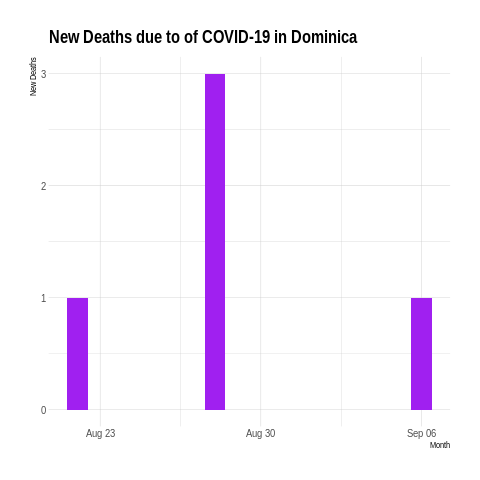 New Deaths due to of COVID-19 in Dominica
New Deaths
3
2
1
0
Aug 23 Aug 30 Sep 06
Month